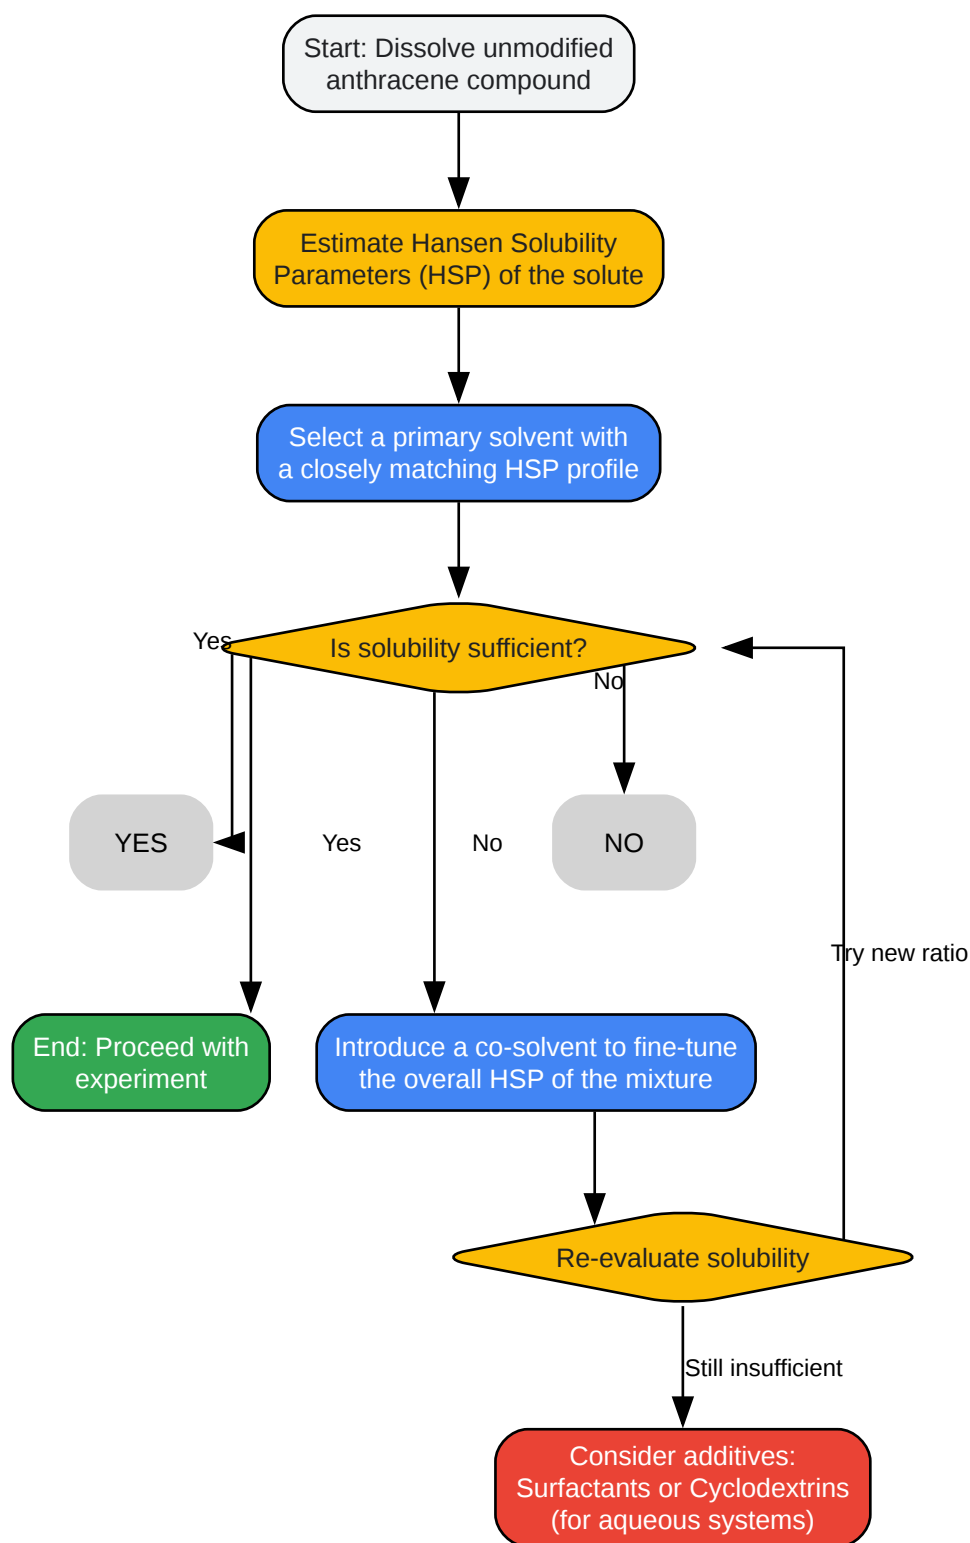 Start: Dissolve unmodified
anthracene compound
Estimate Hansen Solubility
Parameters (HSP) of the solute
Select a primary solvent with
a closely matching HSP profile
Yes
Is solubility sufficient?
No
YES
Yes
No
NO
Try new ratio
End: Proceed with
experiment
Introduce a co-solvent to fine-tune
the overall HSP of the mixture
Re-evaluate solubility
Still insufficient
Consider additives:
Surfactants or Cyclodextrins
(for aqueous systems)